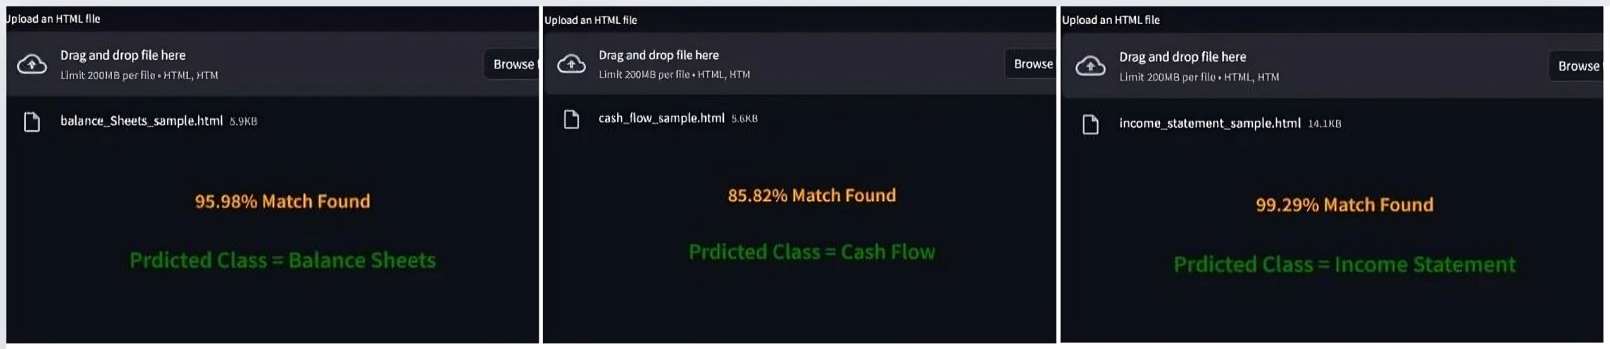 Upload an HTML file
Drag and drop file here
Limit 200MB per file • HTML, HTM
Browse
balance_Sheets_sample.html 5.9KB
95.98% Match Found
Prdicted Class = Balance Sheets
Upload an HTML file
Drag and drop file here
Limit 200MB per file • HTML, HTM
Browse
cash_flow_sample.html 5.6KB
85.82% Match Found
Prdicted Class = Cash Flow
Upload an HTML file
Drag and drop file here
Limit 200MB per file • HTML, HTM
Browse
income_statement_sample.html 14.1KB
99.29% Match Found
Prdicted Class = Income Statement